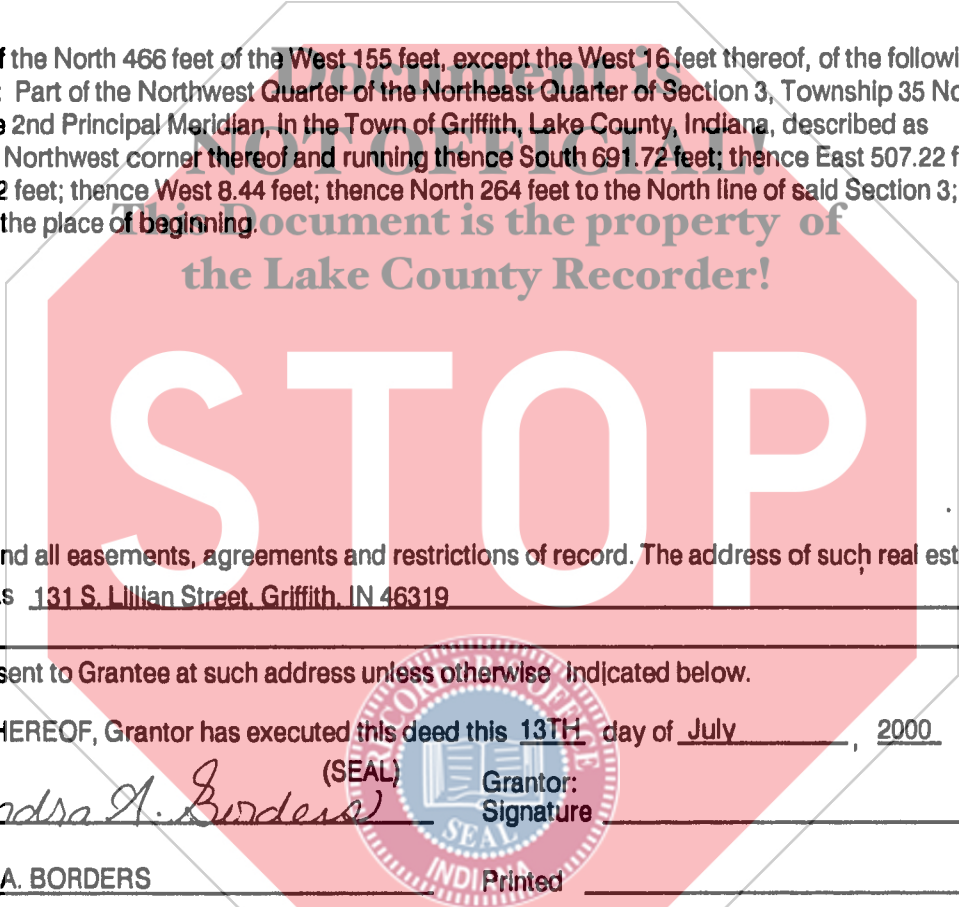 f the North 466 feet of the West 155 feet, except the West 16 feet thereof, of the followi
: Part of the Northwest Quarter of the Northeast Quarter of Section 3, Township 35 No
e 2nd Principal Meridian, in the Town of Griffith, Lake County, Indiana, described as
Northwest corner thereof and running thence South 691.72 feet; thence East 507.22 f
2 feet; thence West 8.44 feet; thence North 264 feet to the North line of said Section 3;
the place of beginning.
Document is
NOT OFFICIAL!
This Document is the property of
the Lake County Recorder!
STOP
nd all easements, agreements and restrictions of record. The address of such real est
s 131 S. Lillian Street, Griffith, IN 46319
sent to Grantee at such address unless otherwise indicated below.
HEREOF, Grantor has executed this deed this 13TH day of July , 2000
(SEAL) Grantor:
ndra A. Borders Signature
A. BORDERS Printed
RECORDER'S OFFICE
SEAL
INDIANA